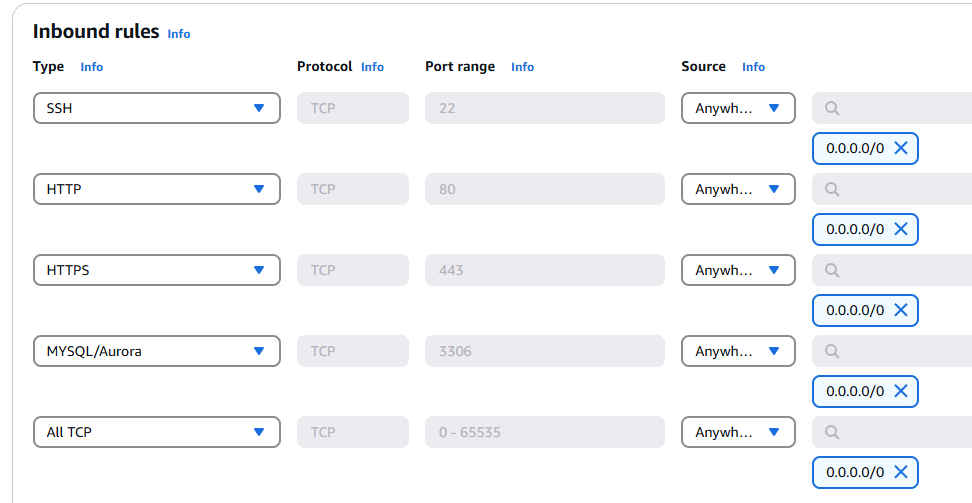 Inbound rules Info
Type Info Protocol Info Port range Info Source Info
SSH TCP 22 Anywh...
0.0.0.0/0
HTTP TCP 80 Anywh...
0.0.0.0/0
HTTPS TCP 443 Anywh...
0.0.0.0/0
MYSQL/Aurora TCP 3306 Anywh...
0.0.0.0/0
All TCP TCP 0 - 65535 Anywh...
0.0.0.0/0